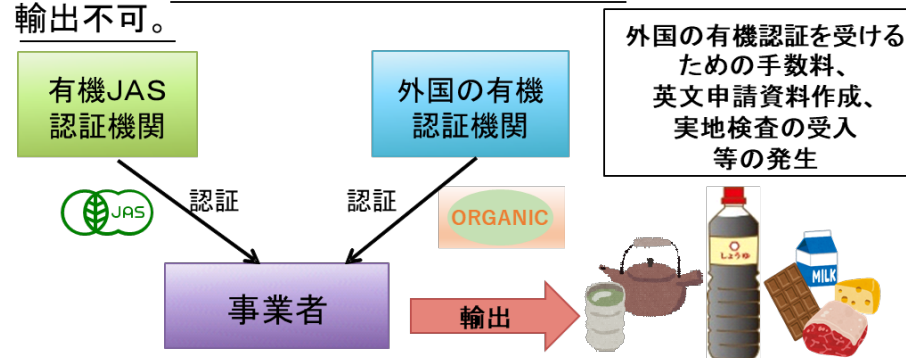 輸出不可。
有機JAS
認証機関
外国の有機
認証機関
外国の有機認証を受ける
ための手数料、
英文申請資料作成、
実地検査の受入
等の発生
JAS
認証
認証
ORGANIC
しょうゆ
MILK
事業者
輸出